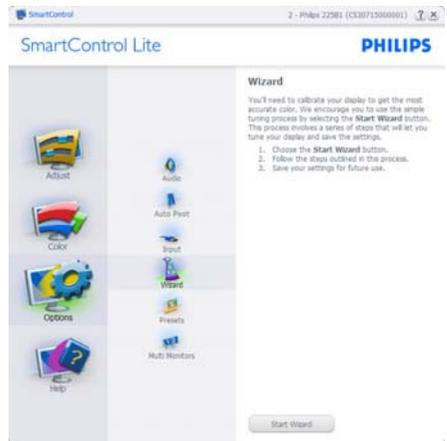 SmartControl
2 - Philips 225B1 (CS30715000001)
SmartControl Lite
PHILIPS
Adjust
Color
Options
Help
Audio
Auto Pivot
Input
Wizard
Presets
Multi Monitors
Wizard
You'll need to calibrate your display to get the most
accurate color. We encourage you to use the simple
tuning process by selecting the Start Wizard button.
This process involves a series of steps that will let you
tune your display and save the settings.
1. Choose the Start Wizard button.
2. Follow the steps outlined in this process.
3. Save your settings for future use.
Start Wizard